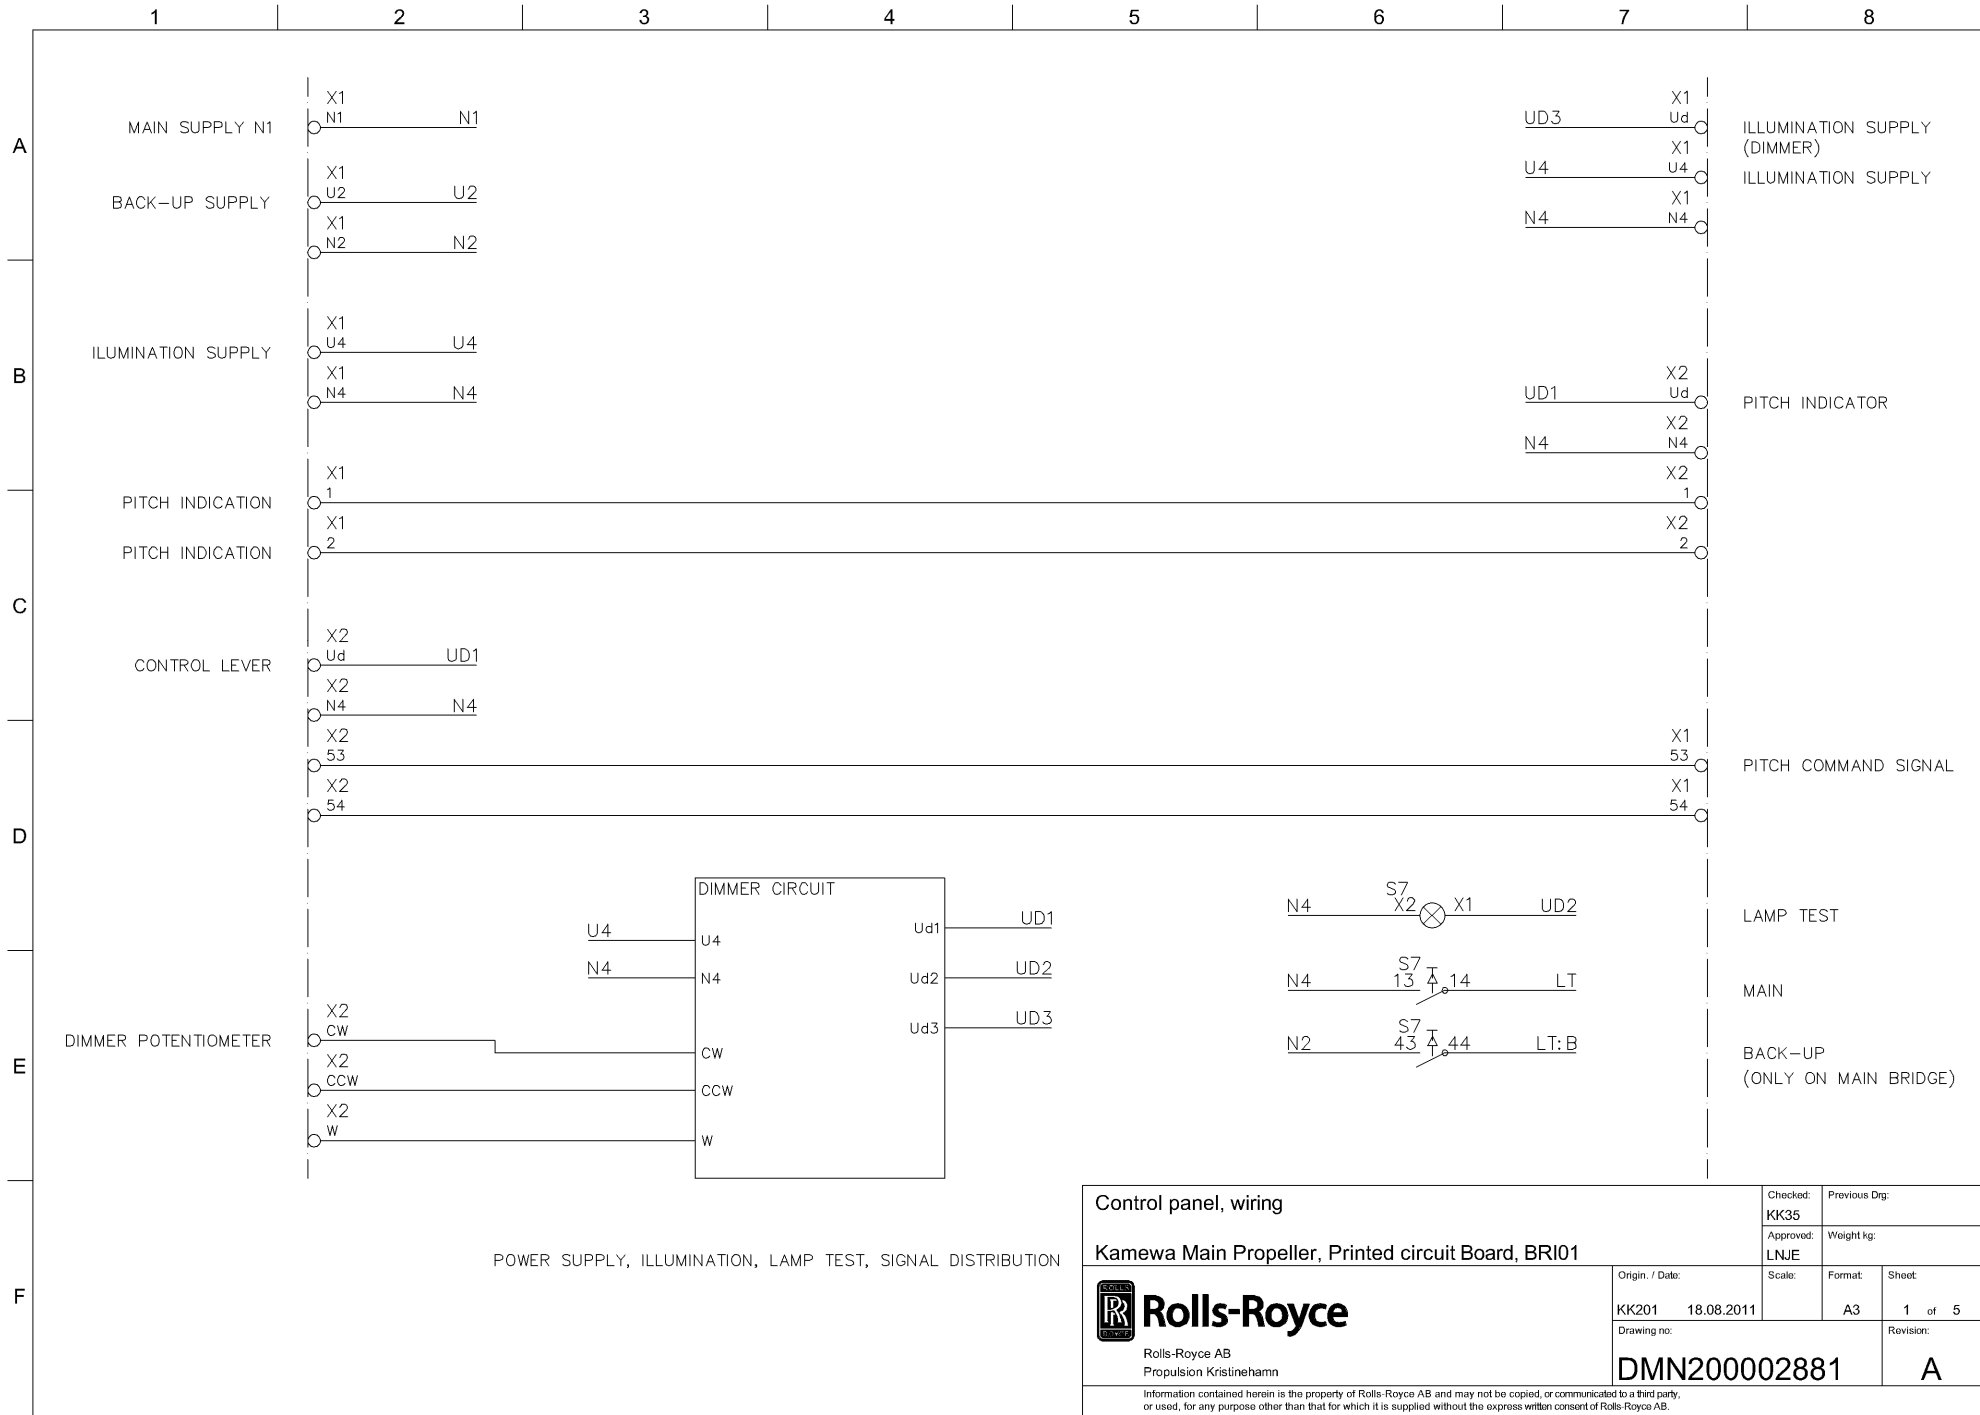 1 2 3 4 5 6 7 8
A
B
C
D
E
F
X1
MAIN SUPPLY N1 N1 N1
X1
BACK-UP SUPPLY U2 U2
X1
N2 N2
X1
ILUMINATION SUPPLY U4 U4
X1
N4 N4
X1
PITCH INDICATION 1
X1
PITCH INDICATION 2
X2
CONTROL LEVER Ud UD1
X2
N4 N4
X2
53
X2
54
X2
DIMMER POTENTIOMETER CW
X2
CCW
X2
W
X1
UD3 Ud ILLUMINATION SUPPLY
(DIMMER)
X1
U4 U4 ILLUMINATION SUPPLY
X1
N4 N4
X2
UD1 Ud PITCH INDICATOR
X2
N4 N4
X2
1
X2
2
X1
53 PITCH COMMAND SIGNAL
X1
54
DIMMER CIRCUIT
U4 U4
N4 N4
CW
CCW
W
Ud1 UD1
Ud2 UD2
Ud3 UD3
S7
N4 X2 X1 UD2 LAMP TEST
S7
N4 13 14 LT MAIN
S7
N2 43 44 LT:B BACK-UP
(ONLY ON MAIN BRIDGE)
POWER SUPPLY, ILLUMINATION, LAMP TEST, SIGNAL DISTRIBUTION
Control panel, wiring
Kamewa Main Propeller, Printed circuit Board, BRI01
Checked:
KK35
Previous Drg:
Approved:
LNJE
Weight kg:
ROLLS
RR
ROYCE
Rolls-Royce
Rolls-Royce AB
Propulsion Kristinehamn
Origin. / Date:
KK201 18.08.2011
Scale:
Format:
A3
Sheet:
1 of 5
Drawing no:
DMN200002881
Revision:
A
Information contained herein is the property of Rolls-Royce AB and may not be copied, or communicated to a third party,
or used, for any purpose other than that for which it is supplied without the express written consent of Rolls-Royce AB.